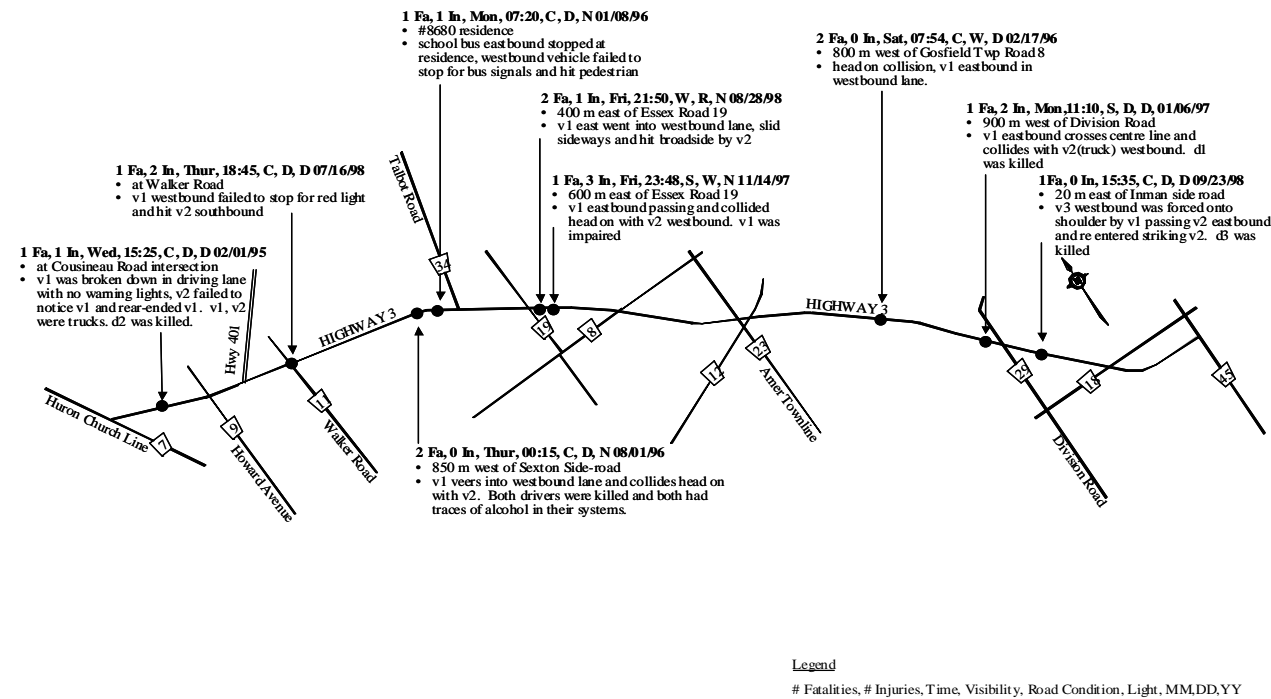 1 Fa, 1 In, Mon, 07:20, C, D, N 01/08/96
• #8680 residence
• school bus eastbound stopped at
residence, westbound vehicle failed to
stop for bus signals and hit pedestrian
2 Fa, 0 In, Sat, 07:54, C, W, D 02/17/96
• 800 m west of Gosfield Twp Road 8
• head on collision, v1 eastbound in
westbound lane.
2 Fa, 1 In, Fri, 21:50, W, R, N 08/28/98
• 400 m east of Essex Road 19
• v1 east went into westbound lane, slid
sideways and hit broadside by v2
1 Fa, 2 In, Mon, 11:10, S, D, D, 01/06/97
• 900 m west of Division Road
• v1 eastbound crosses centre line and
collides with v2(truck) westbound. d1
was killed
1 Fa, 2 In, Thur, 18:45, C, D, D 07/16/98
• at Walker Road
• v1 westbound failed to stop for red light
and hit v2 southbound
1 Fa, 3 In, Fri, 23:48, S, W, N 11/14/97
• 600 m east of Essex Road 19
• v1 eastbound passing and collided
head on with v2 westbound. v1 was
impaired
1Fa, 0 In, 15:35, C, D, D 09/23/98
• 20 m east of Inman side road
• v3 westbound was forced onto
shoulder by v1 passing v2 eastbound
and re entered striking v2. d3 was
killed
1 Fa, 1 In, Wed, 15:25, C, D, D 02/01/95
• at Cousineau Road intersection
• v1 was broken down in driving lane
with no warning lights, v2 failed to
notice v1 and rear-ended v1. v1, v2
were trucks. d2 was killed.
Talbot Road
34
Hwy 401
HIGHWAY 3
HIGHWAY 3
19
8
12
23
Amer Townline
29
18
45
Huron Church Line
7
9
Howard Avenue
17
Walker Road
Division Road
2 Fa, 0 In, Thur, 00:15, C, D, N 08/01/96
• 850 m west of Sexton Side-road
• v1 veers into westbound lane and collides head on
with v2. Both drivers were killed and both had
traces of alcohol in their systems.
Legend
# Fatalities, # Injuries, Time, Visibility, Road Condition, Light, MM,DD,YY